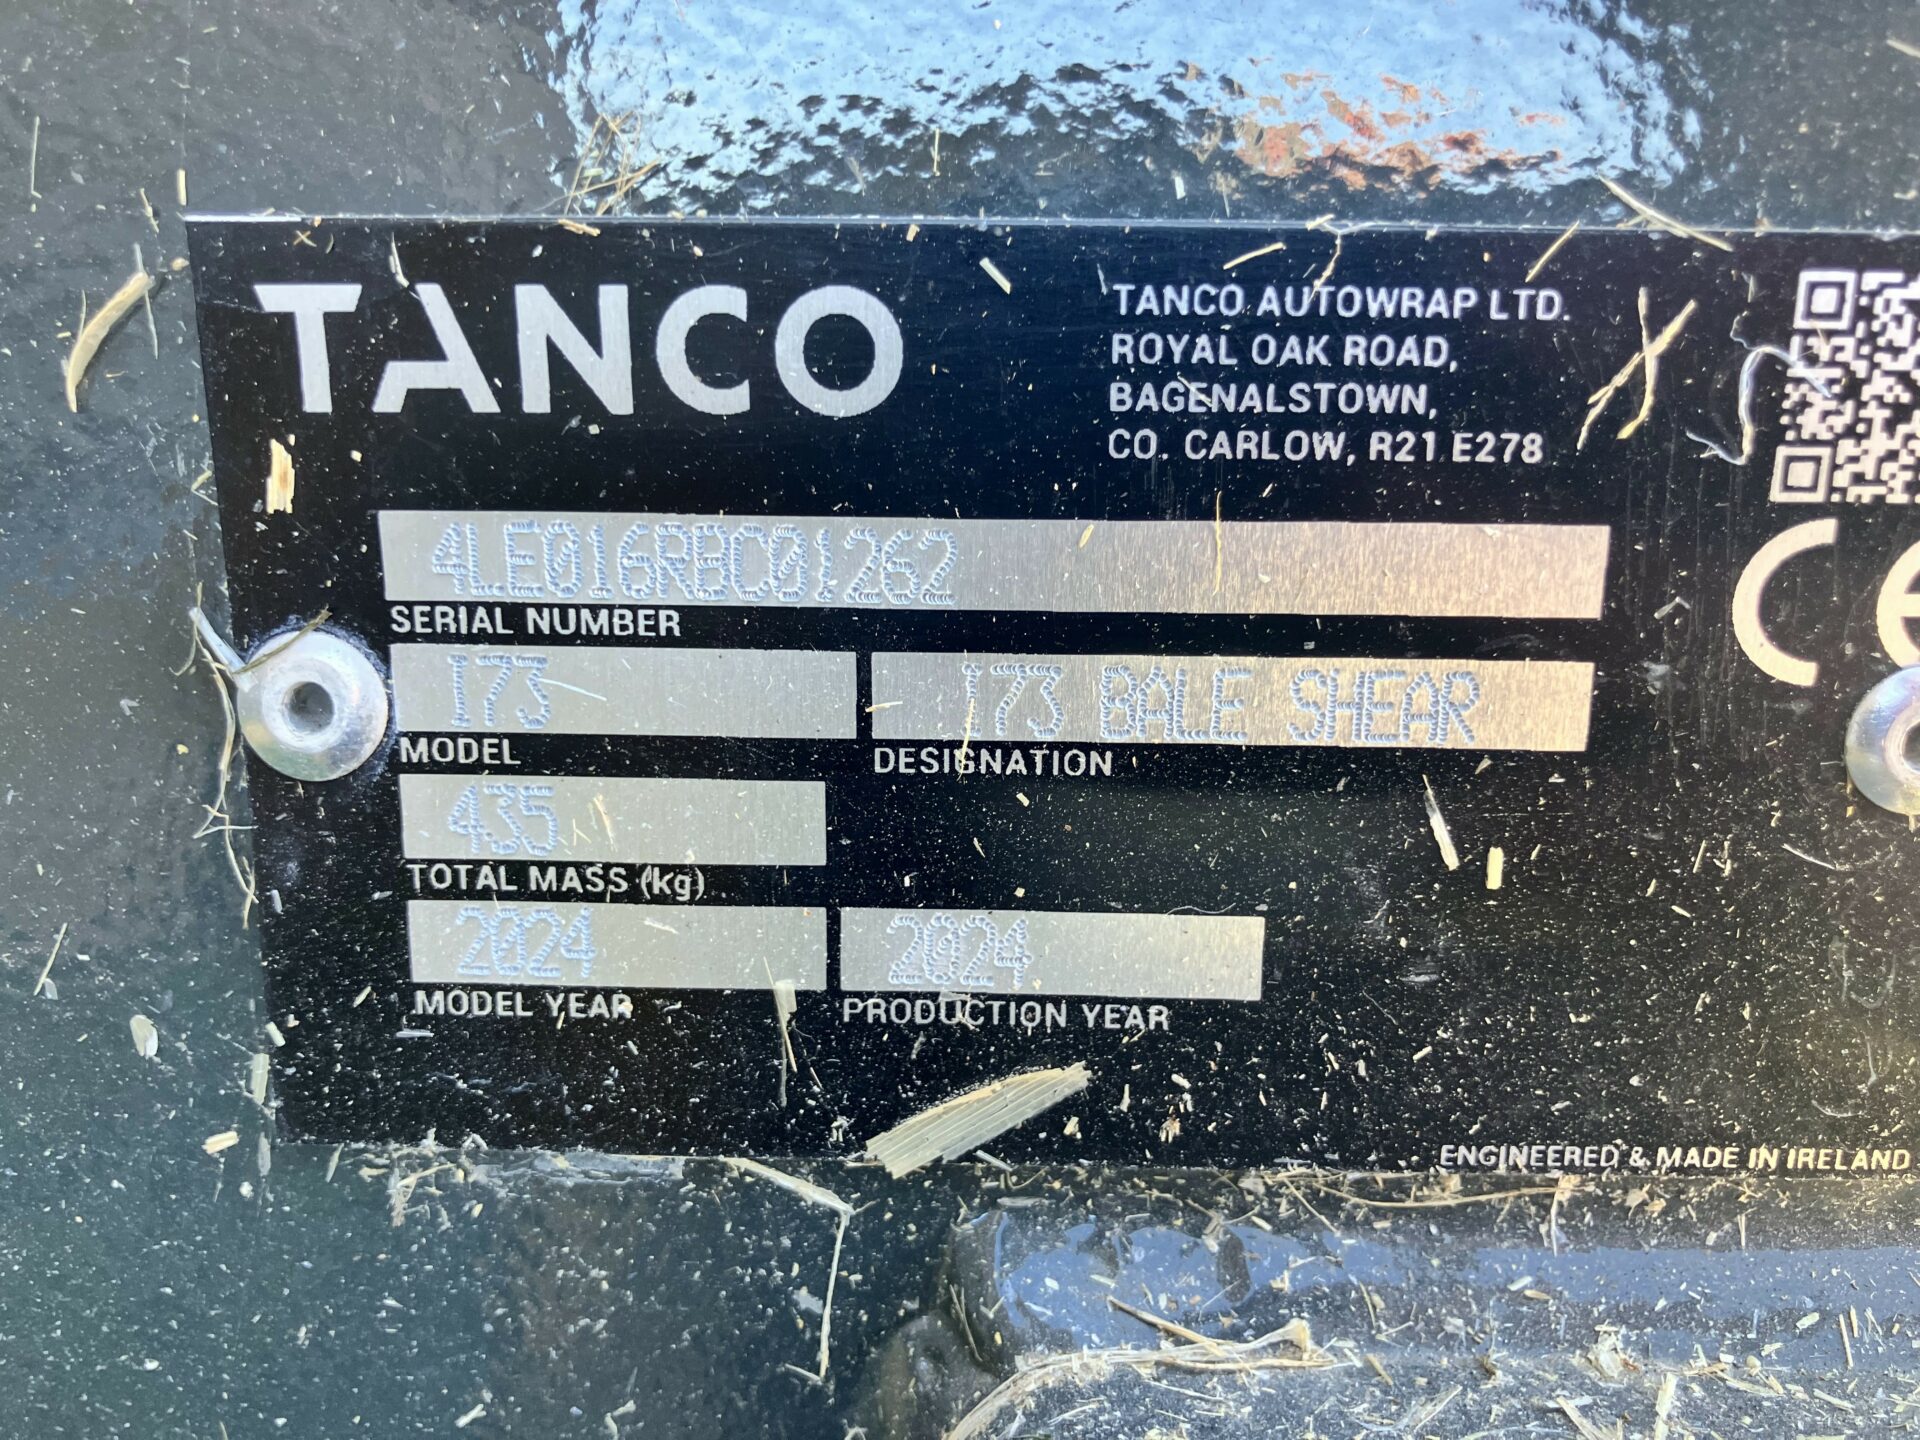 TANCO
TANCO AUTOWRAP LTD.
ROYAL OAK ROAD,
BAGENALSTOWN,
CO. CARLOW, R21 E278
4LE016RBC01262
SERIAL NUMBER
I73
MODEL
I73 BALE SHEAR
DESIGNATION
435
TOTAL MASS (kg)
2024
MODEL YEAR
2024
PRODUCTION YEAR
CE
ENGINEERED & MADE IN IRELAND